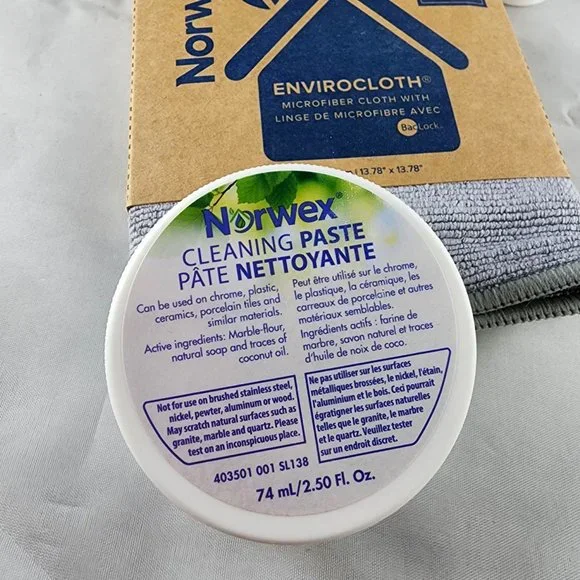 Norwex
ENVIROCLOTH®
MICROFIBER CLOTH WITH
LINGE DE MICROFIBRE AVEC
BacLock
13.78" x 13.78"
Norwex®
CLEANING PASTE
PÂTE NETTOYANTE
Can be used on chrome, plastic,
ceramics, porcelain tiles and
similar materials.
Active ingredients: Marble-flour,
natural soap and traces of
coconut oil.
Peut être utilisé sur le chrome,
le plastique, la céramique, les
carreaux de porcelaine et autres
matériaux semblables.
Ingrédients actifs : farine de
marbre, savon naturel et traces
d'huile de noix de coco.
Not for use on brushed stainless steel,
nickel, pewter, aluminum or wood.
May scratch natural surfaces such as
granite, marble and quartz. Please
test on an inconspicuous place.
Ne pas utiliser sur les surfaces
métalliques brossées, le nickel, l'étain,
l'aluminium et le bois. Ceci pourrait
égratigner les surfaces naturelles
telles que le granite, le marbre
et le quartz. Veuillez tester
sur un endroit discret.
403501 001 SL138
74 mL/2.50 Fl. Oz.